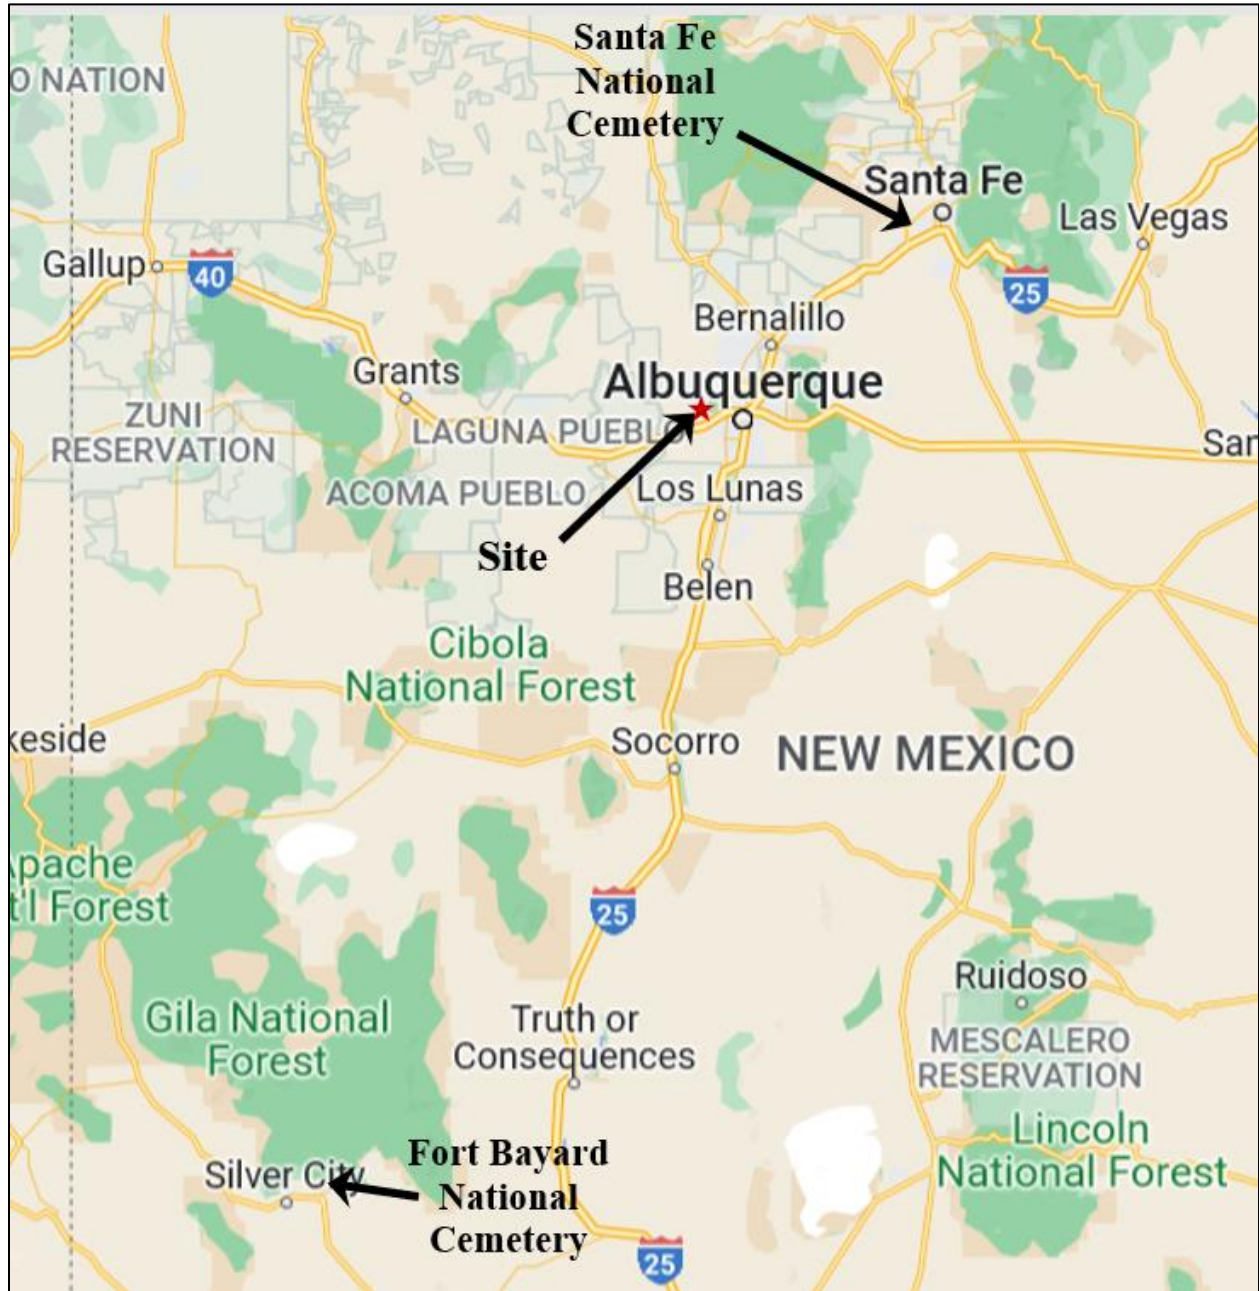 Santa Fe
National
Cemetery
O NATION
Santa Fe
Las Vegas
Gallup
40
25
Bernalillo
Grants
Albuquerque
ZUNI
RESERVATION
LAGUNA PUEBLO
San
ACOMA PUEBLO
Los Lunas
Site
Belen
Cibola
National Forest
keside
Socorro
NEW MEXICO
Apache
t'l Forest
25
Ruidoso
Gila National
Forest
Truth or
Consequences
MESCALERO
RESERVATION
Lincoln
National Forest
Silver City
Fort Bayard
National
Cemetery
25